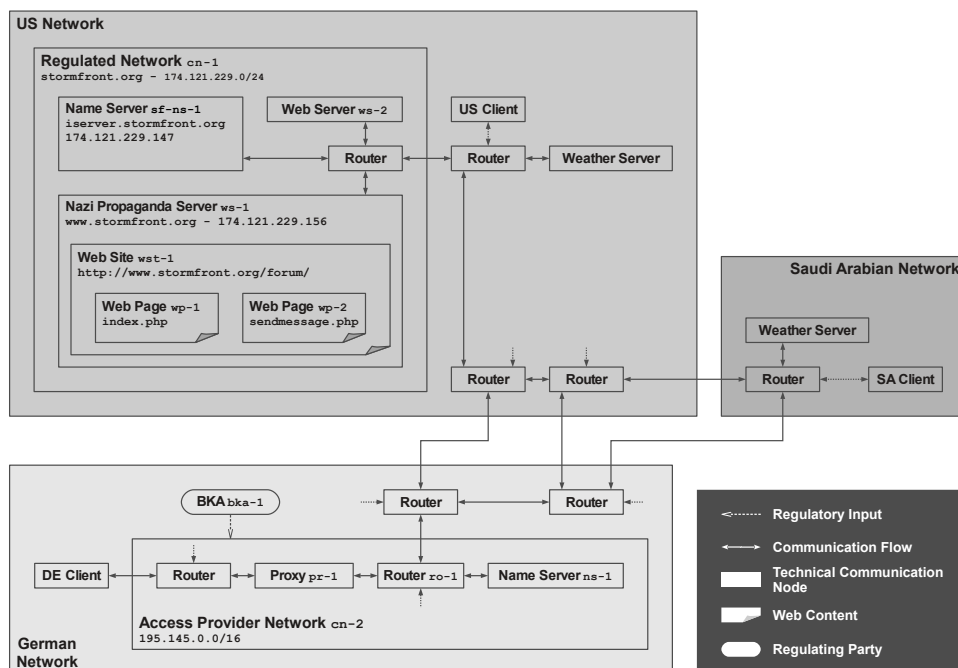 US Network
Regulated Network cn-1
stormfront.org - 174.121.229.0/24
Name Server sf-ns-1
iserver.stormfront.org
174.121.229.147
Web Server ws-2
US Client
Router
Router
Weather Server
Nazi Propaganda Server ws-1
www.stormfront.org - 174.121.229.156
Web Site wst-1
http://www.stormfront.org/forum/
Web Page wp-1
index.php
Web Page wp-2
sendmessage.php
Saudi Arabian Network
Weather Server
Router
Router
Router
SA Client
BKA bka-1
Router
Router
DE Client
Router
Proxy pr-1
Router ro-1
Name Server ns-1
Access Provider Network cn-2
195.145.0.0/16
German
Network
Regulatory Input
Communication Flow
Technical Communication
Node
Web Content
Regulating Party